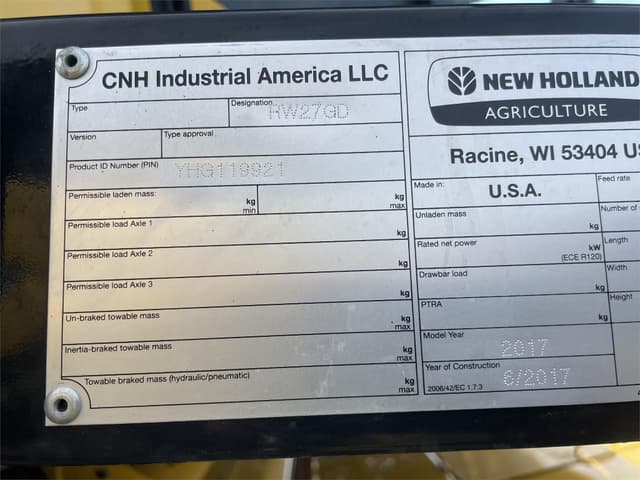 CNH Industrial America LLC
Type
Designation RW27GD
Version
Type approval
Product ID Number (PIN) YHG119921
Permissible laden mass:
kg min
kg max
Permissible load Axle 1
kg
Permissible load Axle 2
kg
Permissible load Axle 3
kg
Un-braked towable mass
kg max
Inertia-braked towable mass
kg max
Towable braked mass (hydraulic/pneumatic)
kg max
NEW HOLLAND
AGRICULTURE
Racine, WI 53404 US
Made in: U.S.A.
Feed rate
Unladen mass
kg
Number of
Rated net power
kW
(ECE R120)
Length
Drawbar load
kg
Width
PTRA
kg
Height
Model Year 2017
Year of Construction 6/2017
2006/42/EC 1.7.3